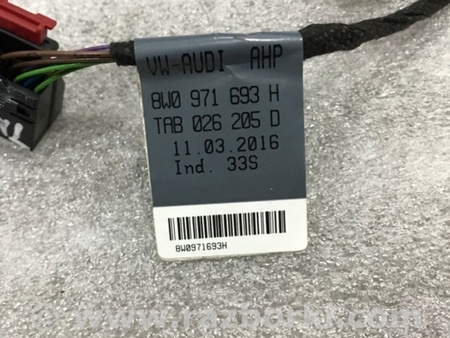 VW-AUDI AHP
8W0 971 693 H
TAB 026 205 D
11.03.2016
Ind. 33S
8W0971693H